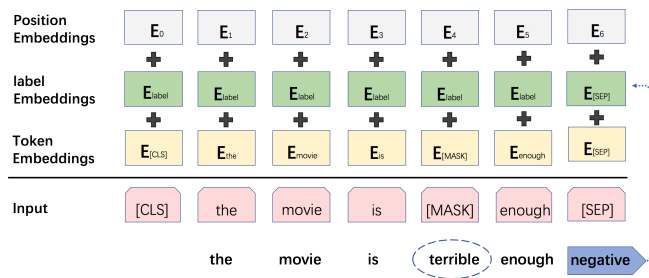 Position Embeddings E0 E1 E2 E3 E4 E5 E6
label Embeddings Elabel Elabel Elabel Elabel Elabel Elabel E[SEP]
Token Embeddings E[CLS] Ethe Emovie Eis E[MASK] Eenough E[SEP]
Input [CLS] the movie is [MASK] enough [SEP]
the movie is terrible enough negative